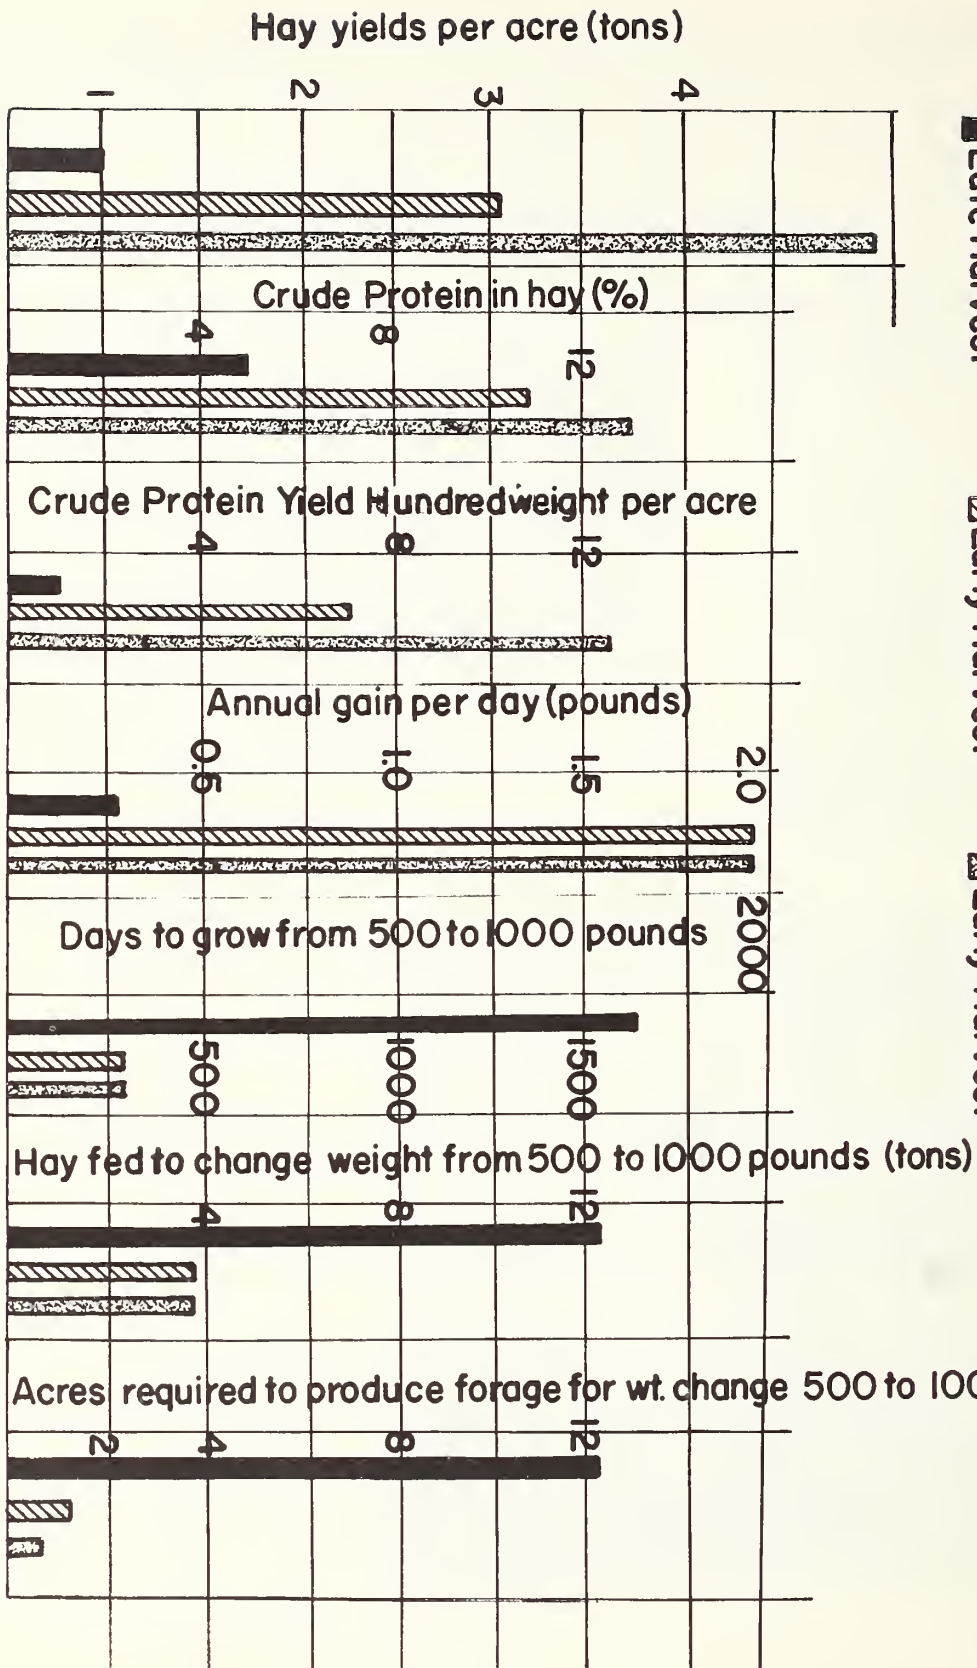 Hay yields per acre (tons)
1 2 3 4
Crude Protein in hay (%)
4 8 12
Crude Protein Yield Hundredweight per acre
4 8 12
Annual gain per day (pounds)
0.5 1.0 1.5 2.0
Days to grow from 500 to 1000 pounds
500 1000 1500 2000
Hay fed to change weight from 500 to 1000 pounds (tons)
4 8 12
Acres required to produce forage for wt. change 500 to
2 4 8 12